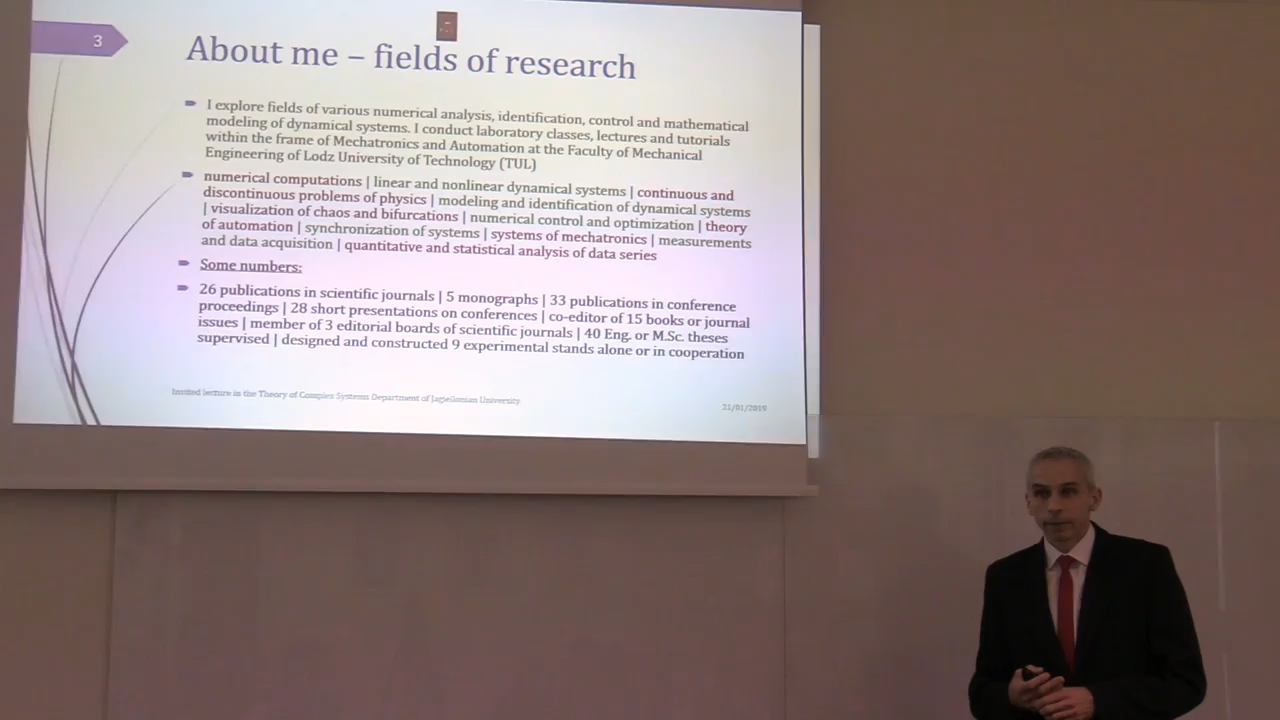 3
About me – fields of research
I explore fields of various numerical analysis, identification, control and mathematical
modeling of dynamical systems. I conduct laboratory classes, lectures and tutorials
within the frame of Mechatronics and Automation at the Faculty of Mechanical
Engineering of Lodz University of Technology (TUL)
numerical computations | linear and nonlinear dynamical systems | continuous and
discontinuous problems of physics | modeling and identification of dynamical systems
| visualization of chaos and bifurcations | numerical control and optimization | theory
of automation | synchronization of systems | systems of mechatronics | measurements
and data acquisition | quantitative and statistical analysis of data series
Some numbers:
26 publications in scientific journals | 5 monographs | 33 publications in conference
proceedings | 28 short presentations on conferences | co-editor of 15 books or journal
issues | member of 3 editorial boards of scientific journals | 40 Eng. or M.Sc. theses
supervised | designed and constructed 9 experimental stands alone or in cooperation
Invited lecture in the Theory of Complex Systems Department of Jagiellonian University
21/01/2019